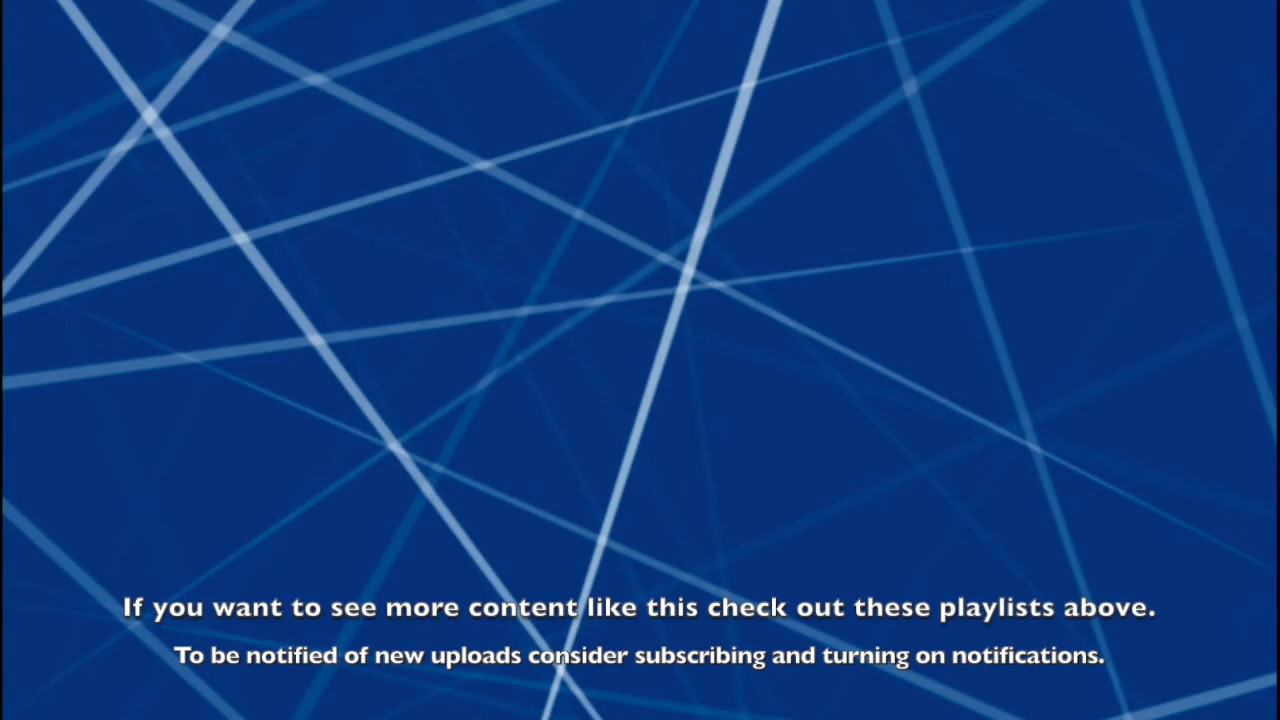 If you want to see more content like this check out these playlists above.
To be notified of new uploads consider subscribing and turning on notifications.